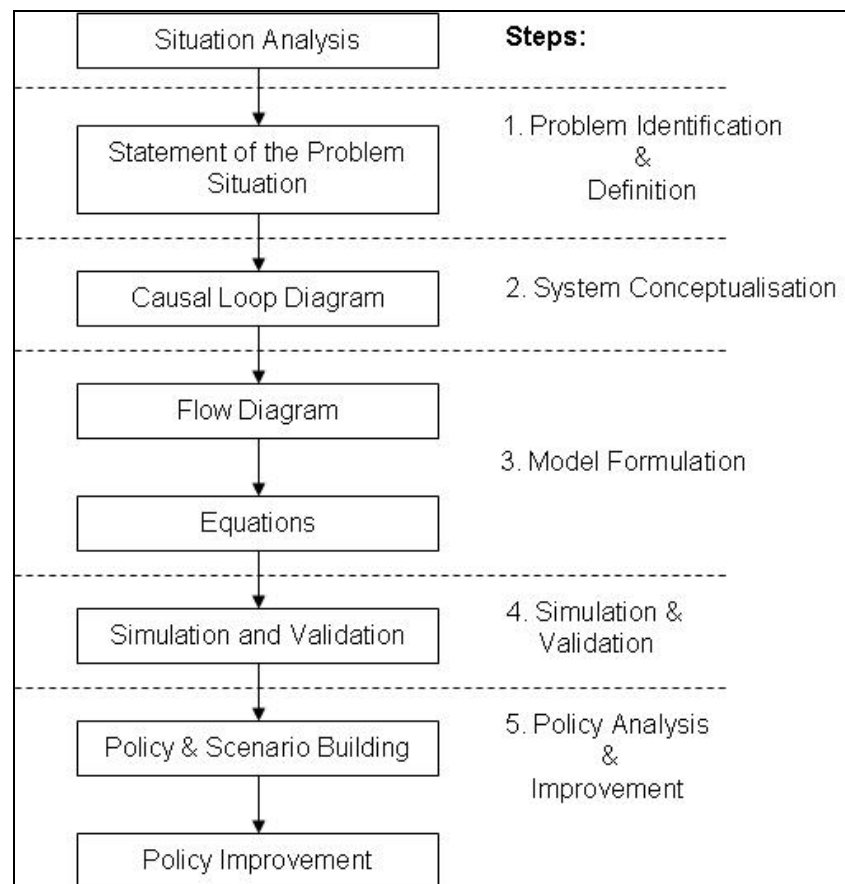 Situation Analysis
Steps:
Statement of the Problem
Situation
1. Problem Identification
&
Definition
Causal Loop Diagram
2. System Conceptualisation
Flow Diagram
Equations
3. Model Formulation
Simulation and Validation
4. Simulation &
Validation
Policy & Scenario Building
5. Policy Analysis
&
Improvement
Policy Improvement